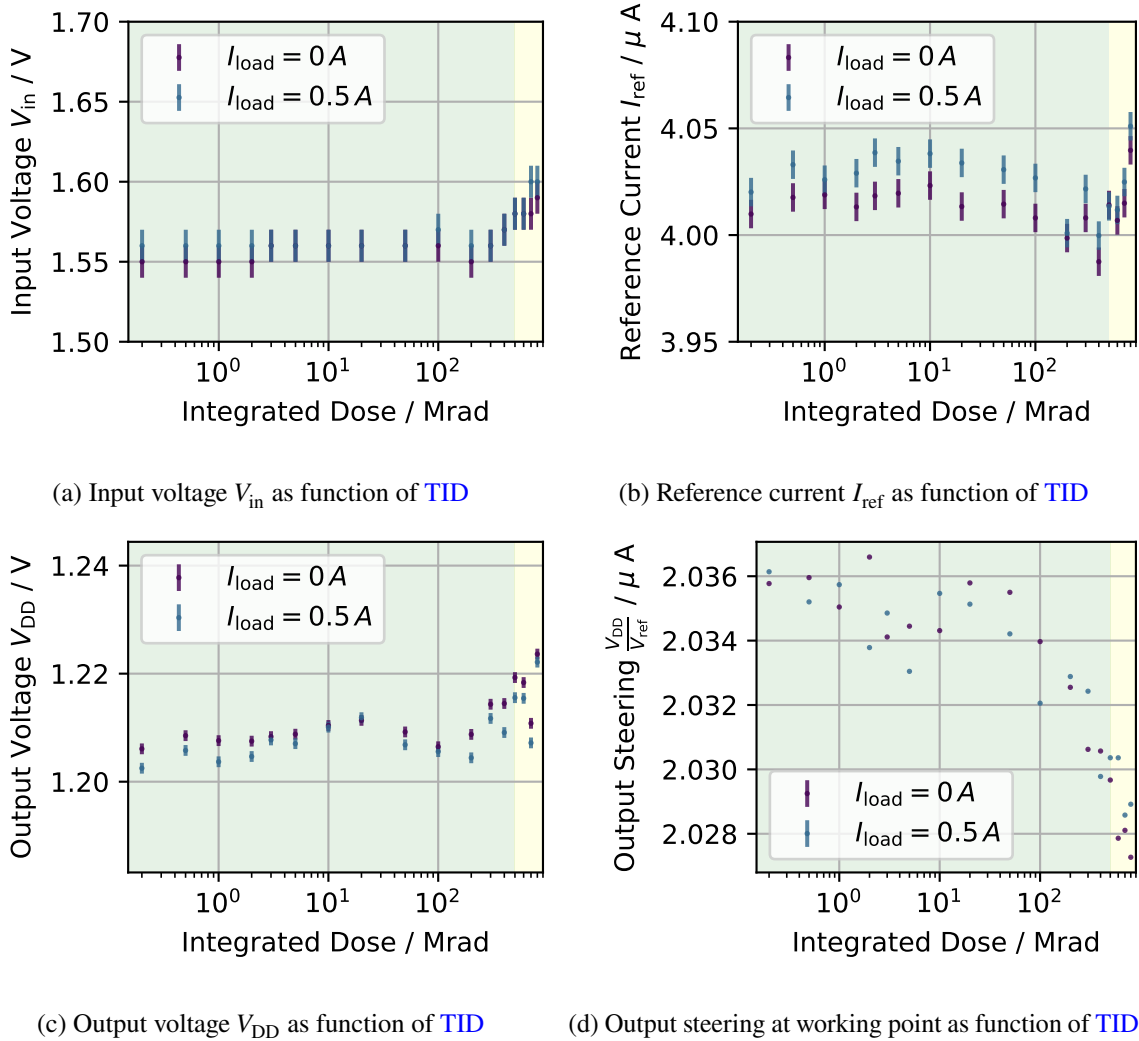 1.70
1.65
1.60
1.55
1.50
Input Voltage V_in / V
I_load = 0 A
I_load = 0.5 A
10^0 10^1 10^2
Integrated Dose / Mrad
(a) Input voltage V_in as function of TID
4.10
4.05
4.00
3.95
Reference Current I_ref / μ A
I_load = 0 A
I_load = 0.5 A
10^0 10^1 10^2
Integrated Dose / Mrad
(b) Reference current I_ref as function of TID
1.24
1.22
1.20
Output Voltage V_DD / V
I_load = 0 A
I_load = 0.5 A
10^0 10^1 10^2
Integrated Dose / Mrad
(c) Output voltage V_DD as function of TID
2.036
2.034
2.032
2.030
2.028
Output Steering V_DD/V_ref / μ A
I_load = 0 A
I_load = 0.5 A
10^0 10^1 10^2
Integrated Dose / Mrad
(d) Output steering at working point as function of TID